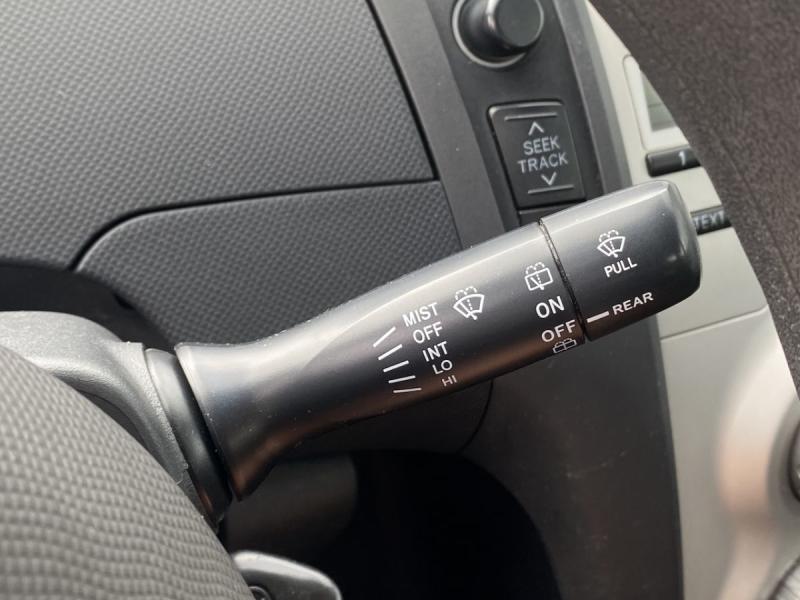 SEEK
TRACK
1
TEXT
PULL
REAR
ON
OFF
MIST
OFF
INT
LO
HI